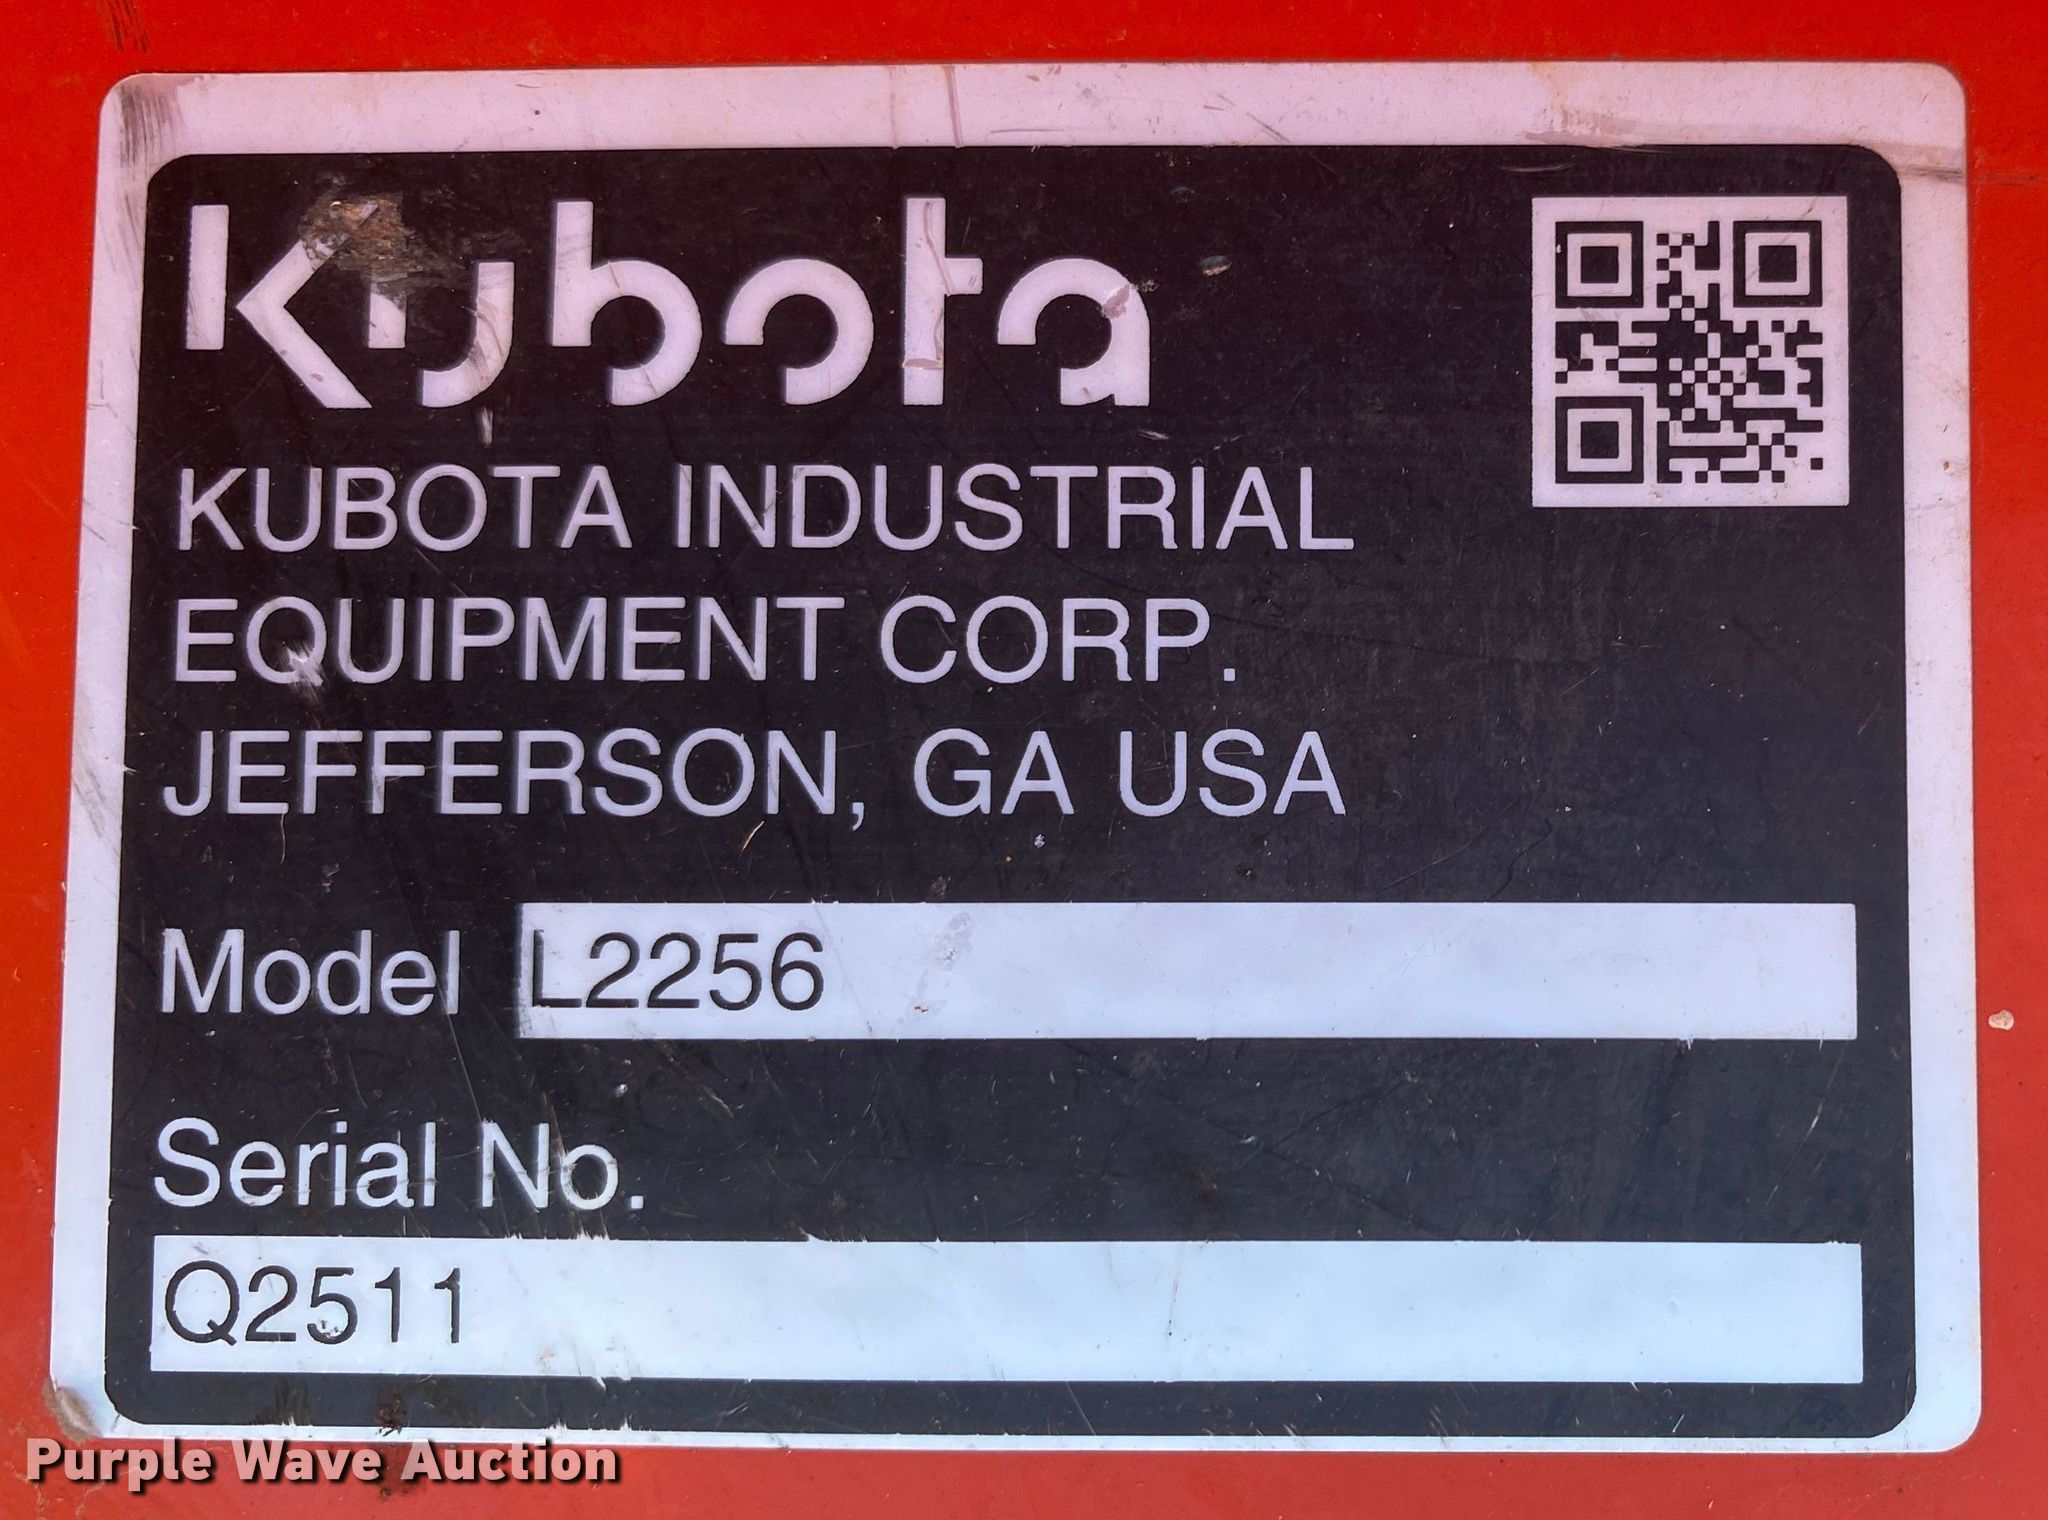 Kubota
KUBOTA INDUSTRIAL
EQUIPMENT CORP.
JEFFERSON, GA USA
Model L2256
Serial No.
Q2511
Purple Wave Auction